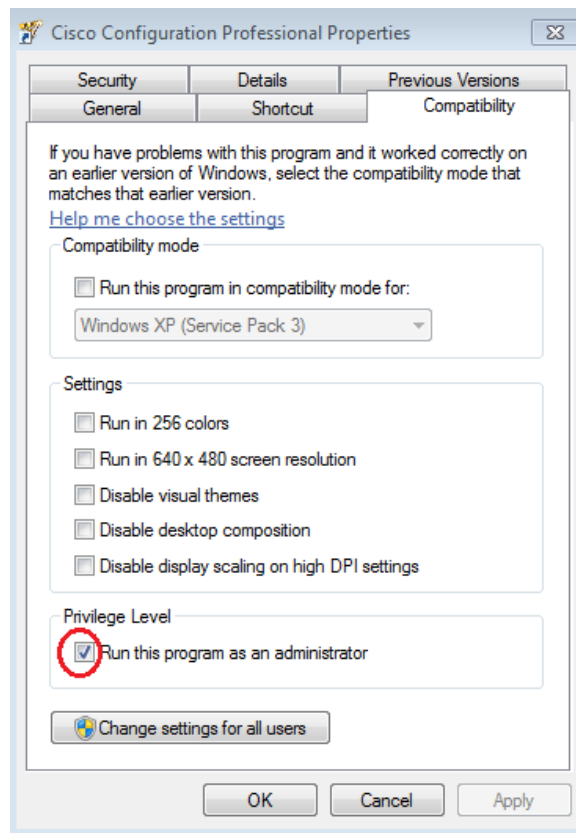 Cisco Configuration Professional Properties
Security Details Previous Versions
General Shortcut Compatibility
If you have problems with this program and it worked correctly on
an earlier version of Windows, select the compatibility mode that
matches that earlier version.
Help me choose the settings
Compatibility mode
Run this program in compatibility mode for:
Windows XP (Service Pack 3)
Settings
Run in 256 colors
Run in 640 x 480 screen resolution
Disable visual themes
Disable desktop composition
Disable display scaling on high DPI settings
Privilege Level
Run this program as an administrator
Change settings for all users
OK Cancel Apply